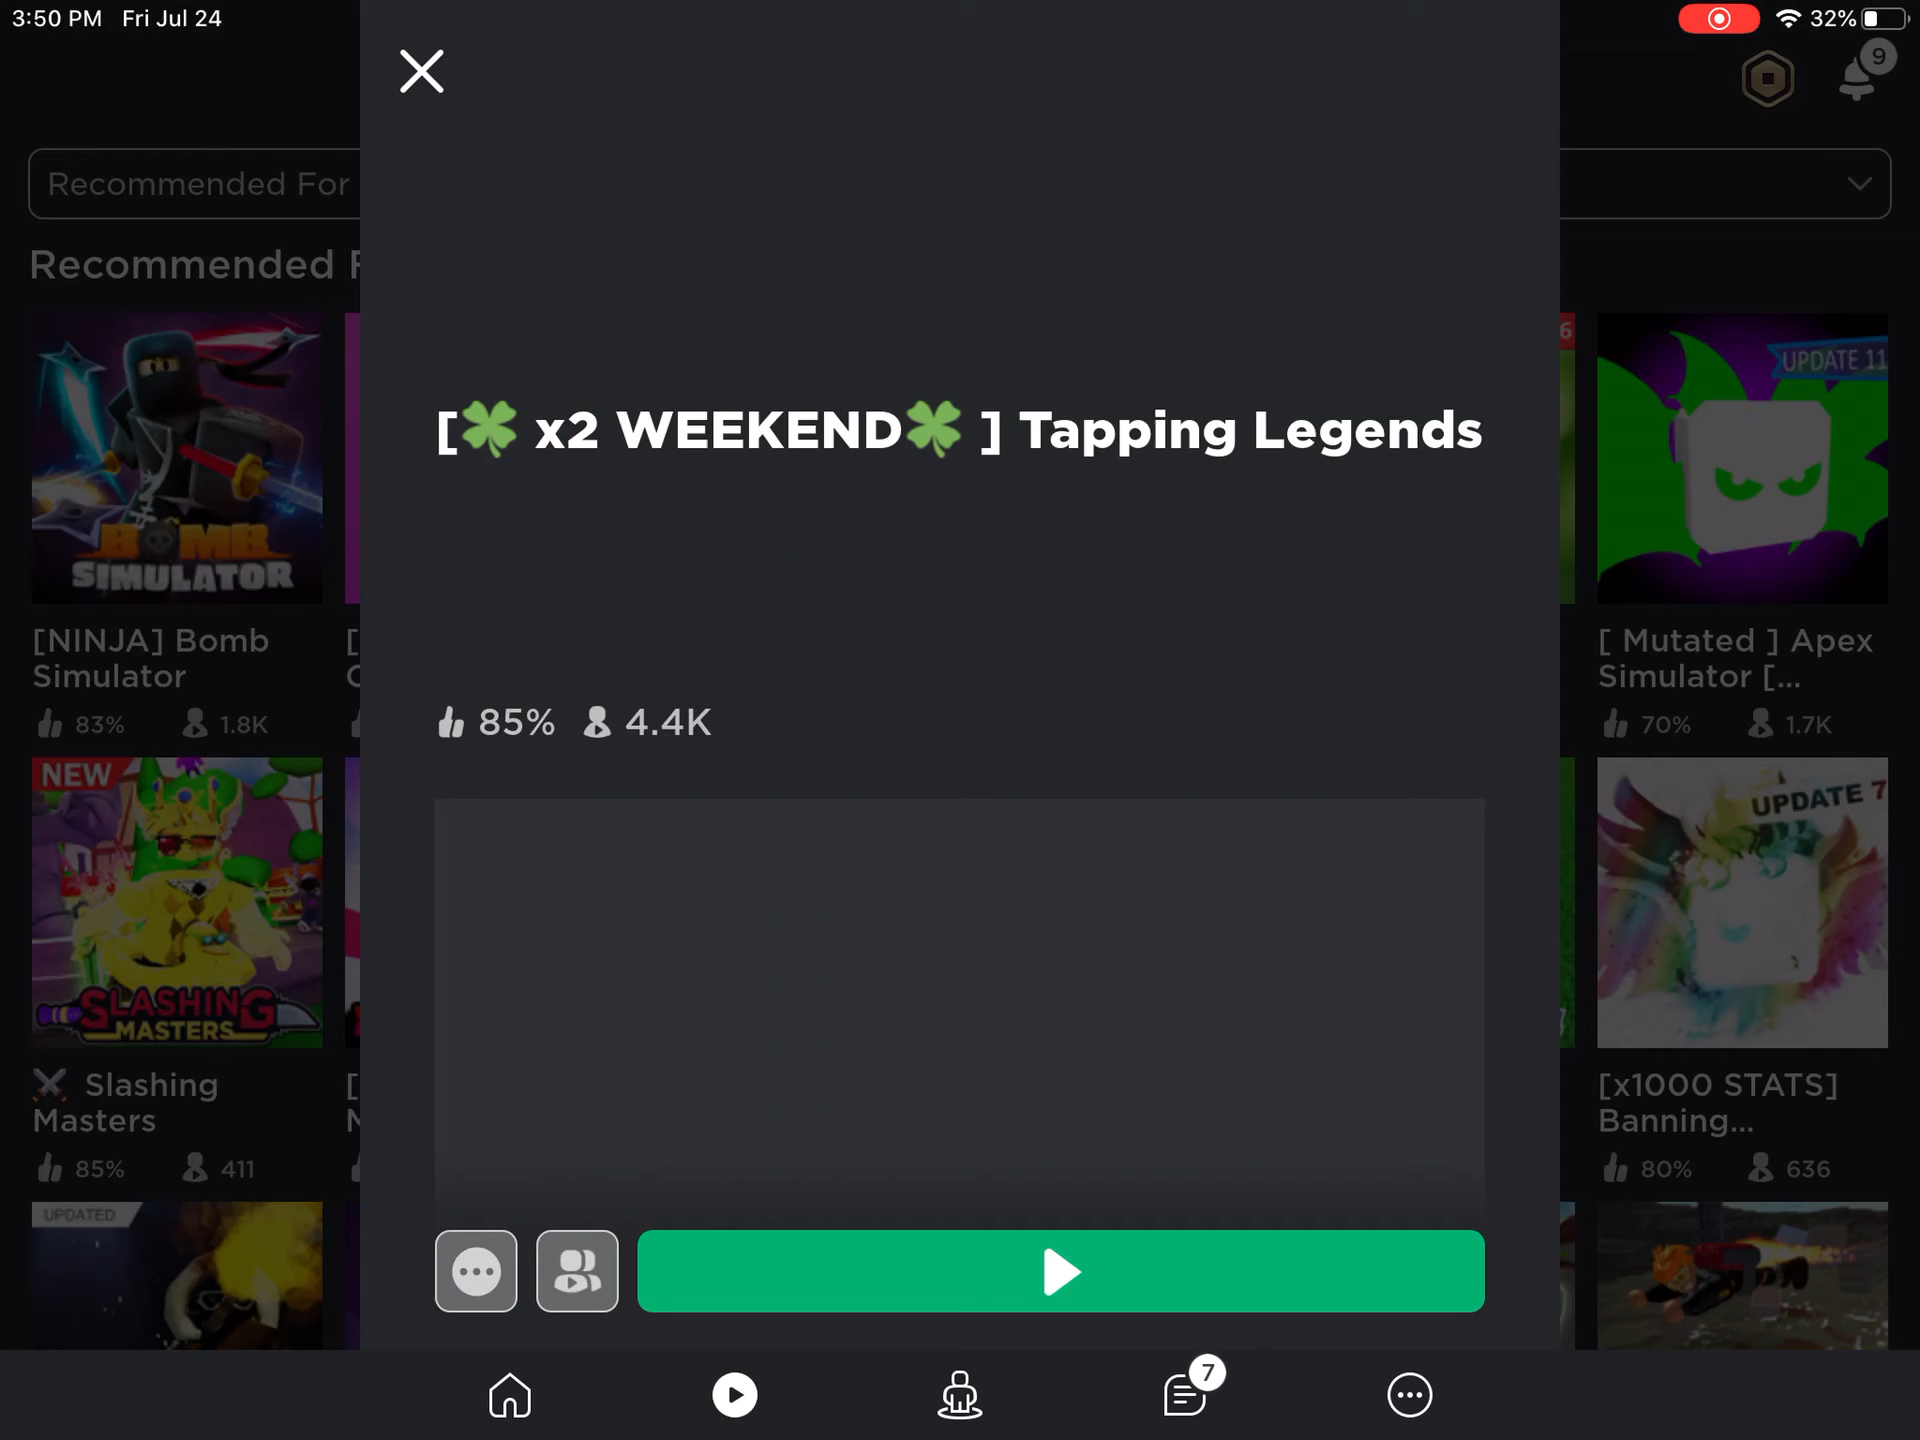 3:50 PM Fri Jul 24
32%
9
Recommended For
Recommended F
[🍀 x2 WEEKEND🍀 ] Tapping Legends
85% 4.4K
BOMB
SIMULATOR
[NINJA] Bomb
Simulator
83% 1.8K
[
C
6
UPDATE 11
[ Mutated ] Apex
Simulator [...
70% 1.7K
NEW
SLASHING
MASTERS
⚔️ Slashing
Masters
85% 411
[
M
UPDATE 7
[x1000 STATS]
Banning...
80% 636
UPDATED
7